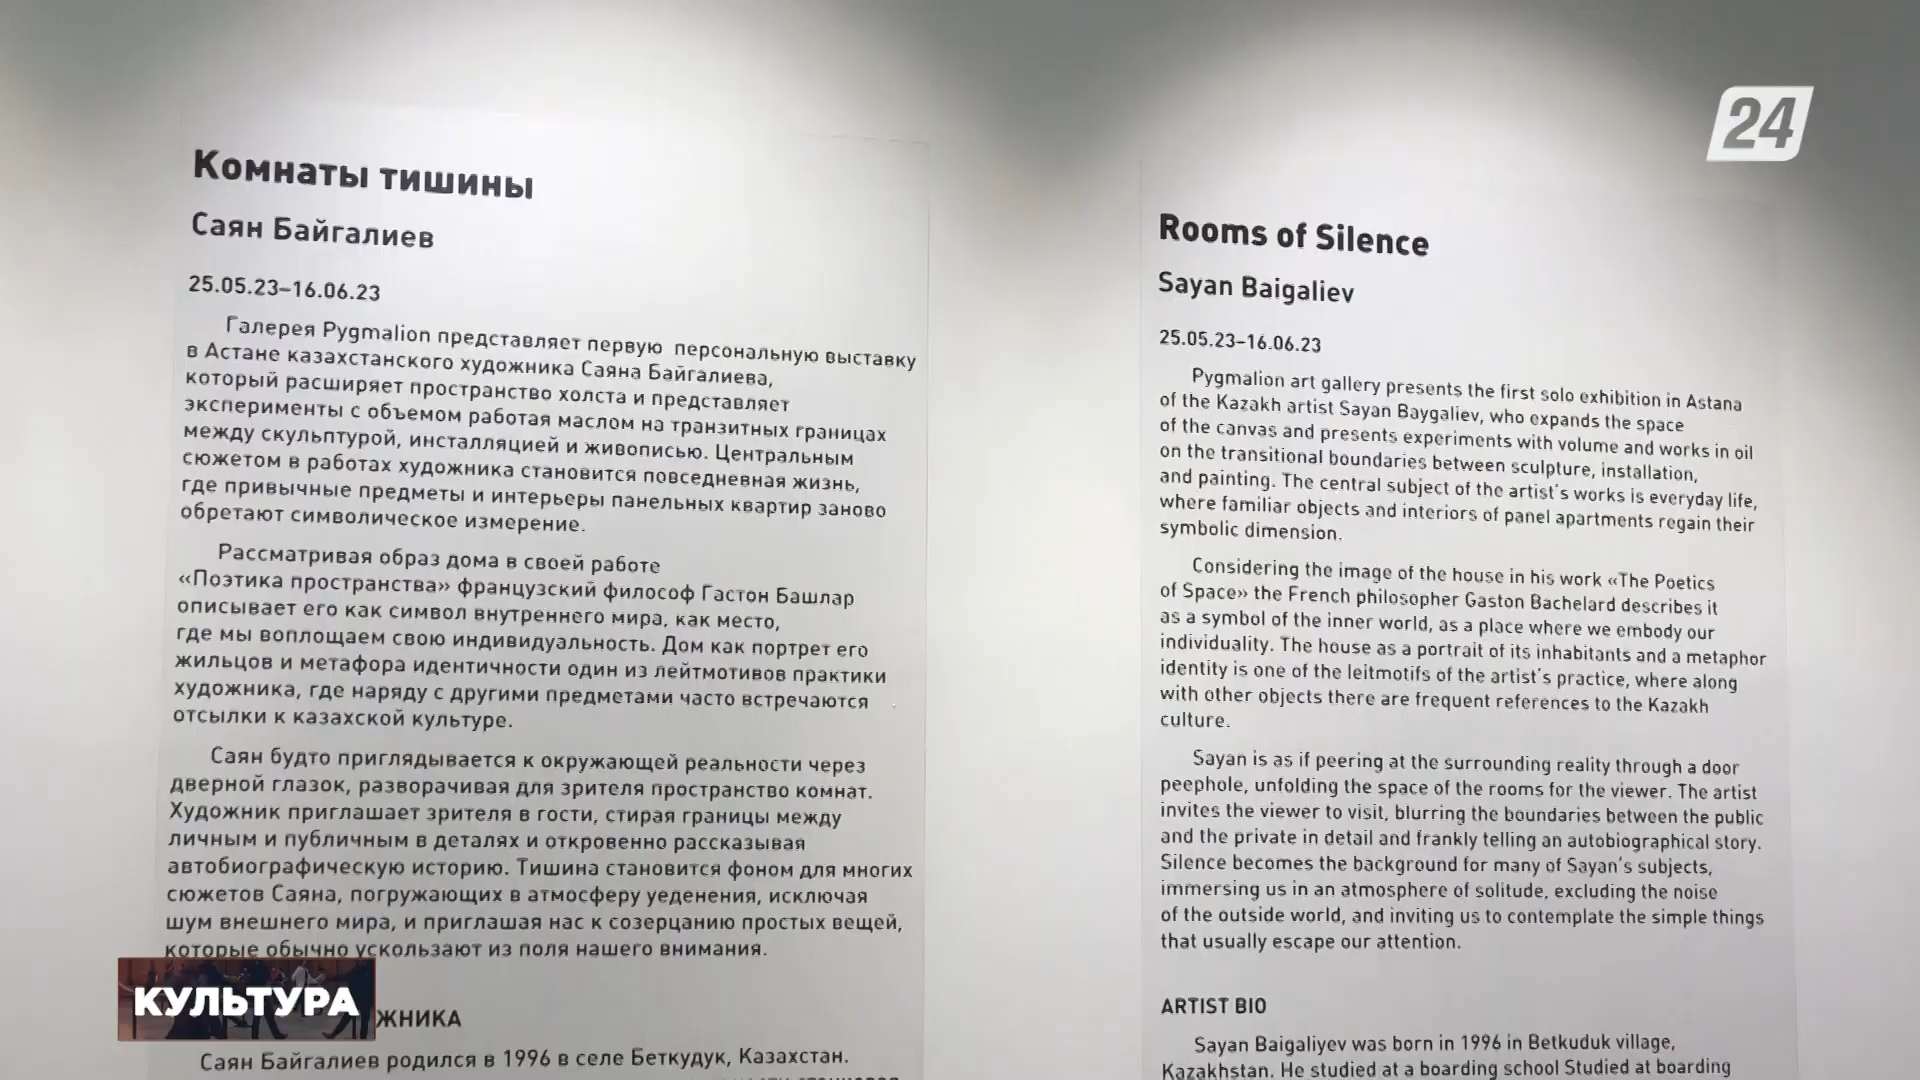 24
Комнаты тишины
Саян Байгалиев
25.05.23–16.06.23
Галерея Pygmalion представляет первую персональную выставку
в Астане казахстанского художника Саяна Байгалиева,
который расширяет пространство холста и представляет
эксперименты с объемом работая маслом на транзитных границах
между скульптурой, инсталляцией и живописью. Центральным
сюжетом в работах художника становится повседневная жизнь,
где привычные предметы и интерьеры панельных квартир заново
обретают символическое измерение.
Рассматривая образ дома в своей работе
«Поэтика пространства» французский философ Гастон Башлар
описывает его как символ внутреннего мира, как место,
где мы воплощаем свою индивидуальность. Дом как портрет его
жильцов и метафора идентичности один из лейтмотивов практики
художника, где наряду с другими предметами часто встречаются
отсылки к казахской культуре.
Саян будто приглядывается к окружающей реальности через
дверной глазок, разворачивая для зрителя пространство комнат.
Художник приглашает зрителя в гости, стирая границы между
личным и публичным в деталях и откровенно рассказывая
автобиографическую историю. Тишина становится фоном для многих
сюжетов Саяна, погружающих в атмосферу уединения, исключая
шум внешнего мира, и приглашая нас к созерцанию простых вещей,
которые обычно ускользают из поля нашего внимания.
ЖНИКА
Саян Байгалиев родился в 1996 в селе Беткудук, Казахстан.
Rooms of Silence
Sayan Baigaliev
25.05.23–16.06.23
Pygmalion art gallery presents the first solo exhibition in Astana
of the Kazakh artist Sayan Baygaliev, who expands the space
of the canvas and presents experiments with volume and works in oil
on the transitional boundaries between sculpture, installation,
and painting. The central subject of the artist's works is everyday life,
where familiar objects and interiors of panel apartments regain their
symbolic dimension.
Considering the image of the house in his work «The Poetics
of Space» the French philosopher Gaston Bachelard describes it
as a symbol of the inner world, as a place where we embody our
individuality. The house as a portrait of its inhabitants and a metaphor
identity is one of the leitmotifs of the artist's practice, where along
with other objects there are frequent references to the Kazakh
culture.
Sayan is as if peering at the surrounding reality through a door
peephole, unfolding the space of the rooms for the viewer. The artist
invites the viewer to visit, blurring the boundaries between the public
and the private in detail and frankly telling an autobiographical story.
Silence becomes the background for many of Sayan's subjects,
immersing us in an atmosphere of solitude, excluding the noise
of the outside world, and inviting us to contemplate the simple things
that usually escape our attention.
ARTIST BIO
Sayan Baigaliyev was born in 1996 in Betkuduk village,
Kazakhstan. He studied at a boarding school Studied at boarding
КУЛЬТУРА